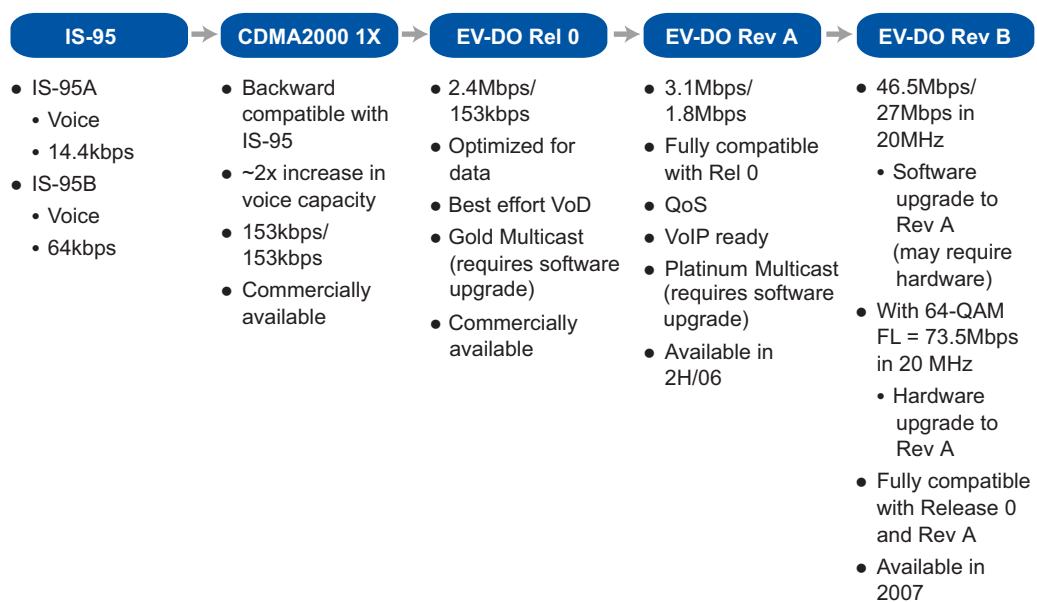 IS-95
CDMA2000 1X
EV-DO Rel 0
EV-DO Rev A
EV-DO Rev B
● IS-95A
• Voice
• 14.4kbps
● IS-95B
• Voice
• 64kbps
● Backward
compatible with
IS-95
● ~2x increase in
voice capacity
● 153kbps/
153kbps
● Commercially
available
● 2.4Mbps/
153kbps
● Optimized for
data
● Best effort VoD
● Gold Multicast
(requires software
upgrade)
● Commercially
available
● 3.1Mbps/
1.8Mbps
● Fully compatible
with Rel 0
● QoS
● VoIP ready
● Platinum Multicast
(requires software
upgrade)
● Available in
2H/06
● 46.5Mbps/
27Mbps in
20MHz
• Software
upgrade to
Rev A
(may require
hardware)
● With 64-QAM
FL = 73.5Mbps
in 20 MHz
• Hardware
upgrade to
Rev A
● Fully compatible
with Release 0
and Rev A
● Available in
2007